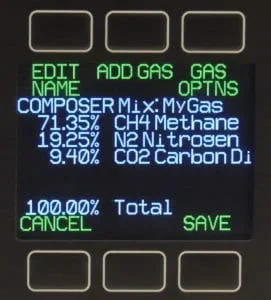 EDIT ADD GAS GAS
NAME OPTNS
COMPOSER Mix: MyGas
71.35% CH4 Methane
19.25% N2 Nitrogen
9.40% CO2 Carbon Di
100.00% Total
CANCEL SAVE